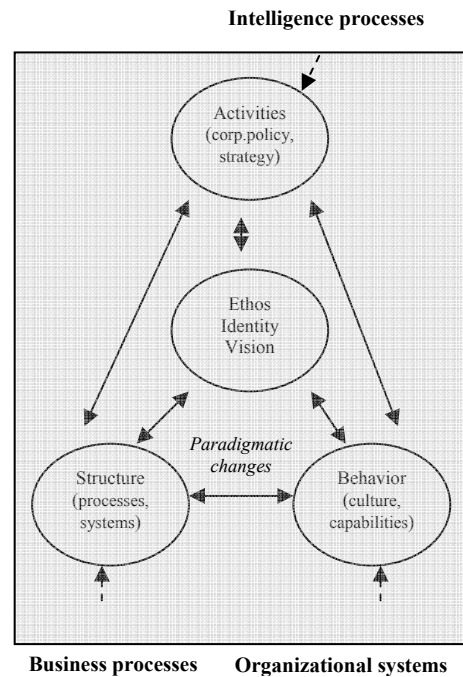 Intelligence processes
Activities
(corp.policy,
strategy)
Ethos
Identity
Vision
Paradigmatic
changes
Structure
(processes,
systems)
Behavior
(culture,
capabilities)
Business processes
Organizational systems